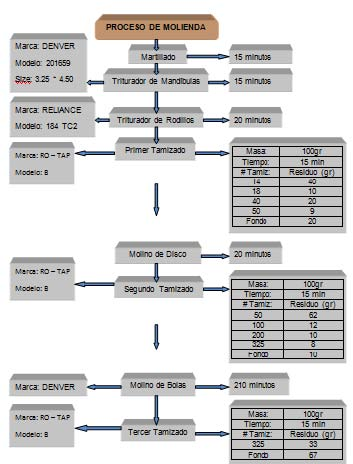 PROCESO DE MOLIENDA
Marca: DENVER
Modelo: 201659
Size: 3.25 * 4.50
Martillado
15 minutos
Triturador de Mandibulas
15 minutos
Marca: RELIANCE
Modelo: 184 TC2
Triturador de Rodillos
20 minutos
Primer Tamizado
Marca: RO – TAP
Modelo: B
Masa: 100gr
Tiempo: 15 min
# Tamiz: Residuo (gr)
14 40
18 10
40 20
50 9
Fondo 20
Molino de Disco
20 minutos
Marca: RO – TAP
Modelo: B
Segundo Tamizado
Masa: 100gr
Tiempo: 15 min
# Tamiz: Residuo (gr)
50 62
100 12
200 10
325 8
Fondo 10
Marca: DENVER
Molino de Bolas
210 minutos
Marca: RO – TAP
Modelo: B
Tercer Tamizado
Masa: 100gr
Tiempo: 15 min
# Tamiz: Residuo (gr)
325 33
Fondo 67